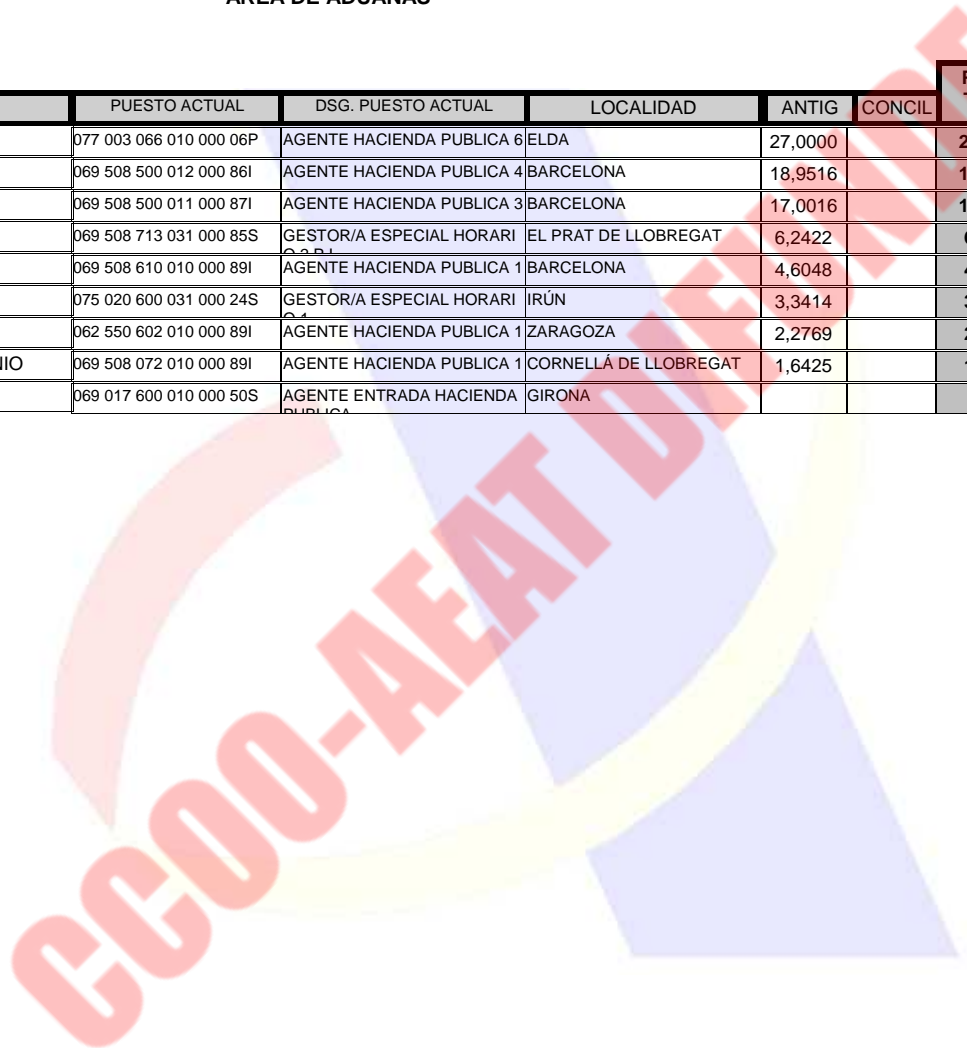 ÁREA DE ADUANAS
PUESTO ACTUAL DSG. PUESTO ACTUAL LOCALIDAD ANTIG CONCIL
077 003 066 010 000 06P AGENTE HACIENDA PUBLICA 6 ELDA 27,0000 2
069 508 500 012 000 86I AGENTE HACIENDA PUBLICA 4 BARCELONA 18,9516 1
069 508 500 011 000 87I AGENTE HACIENDA PUBLICA 3 BARCELONA 17,0016 1
069 508 713 031 000 85S GESTOR/A ESPECIAL HORARI EL PRAT DE LLOBREGAT 6,2422
069 508 610 010 000 89I AGENTE HACIENDA PUBLICA 1 BARCELONA 4,6048
075 020 600 031 000 24S GESTOR/A ESPECIAL HORARI IRÚN 3,3414
062 550 602 010 000 89I AGENTE HACIENDA PUBLICA 1 ZARAGOZA 2,2769
NIO 069 508 072 010 000 89I AGENTE HACIENDA PUBLICA 1 CORNELLÁ DE LLOBREGAT 1,6425
069 017 600 010 000 50S AGENTE ENTRADA HACIENDA GIRONA
PUBLICA
CCOO-AEAT DIFUNDE